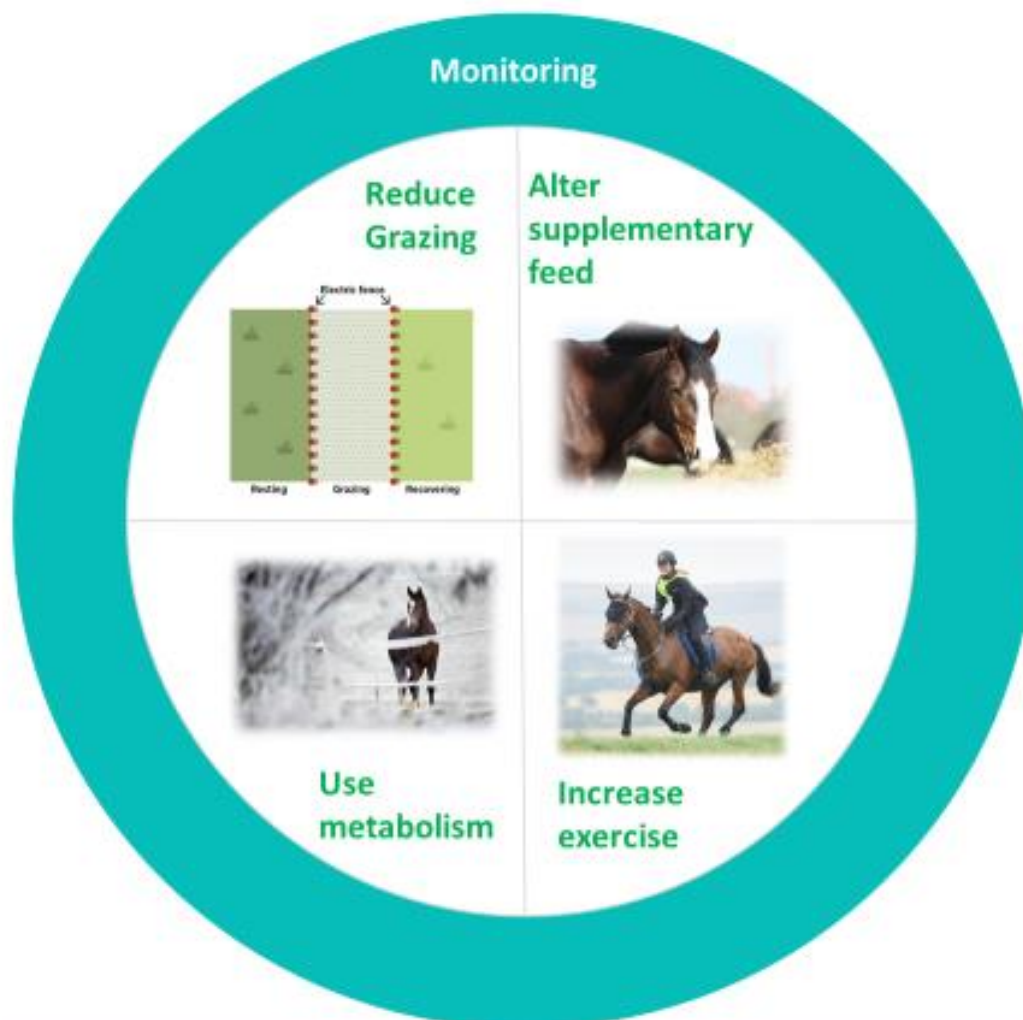 Monitoring
Reduce
Grazing
Electric fence
Resting
Grazing
Recovering
Alter
supplementary
feed
Use
metabolism
Increase
exercise